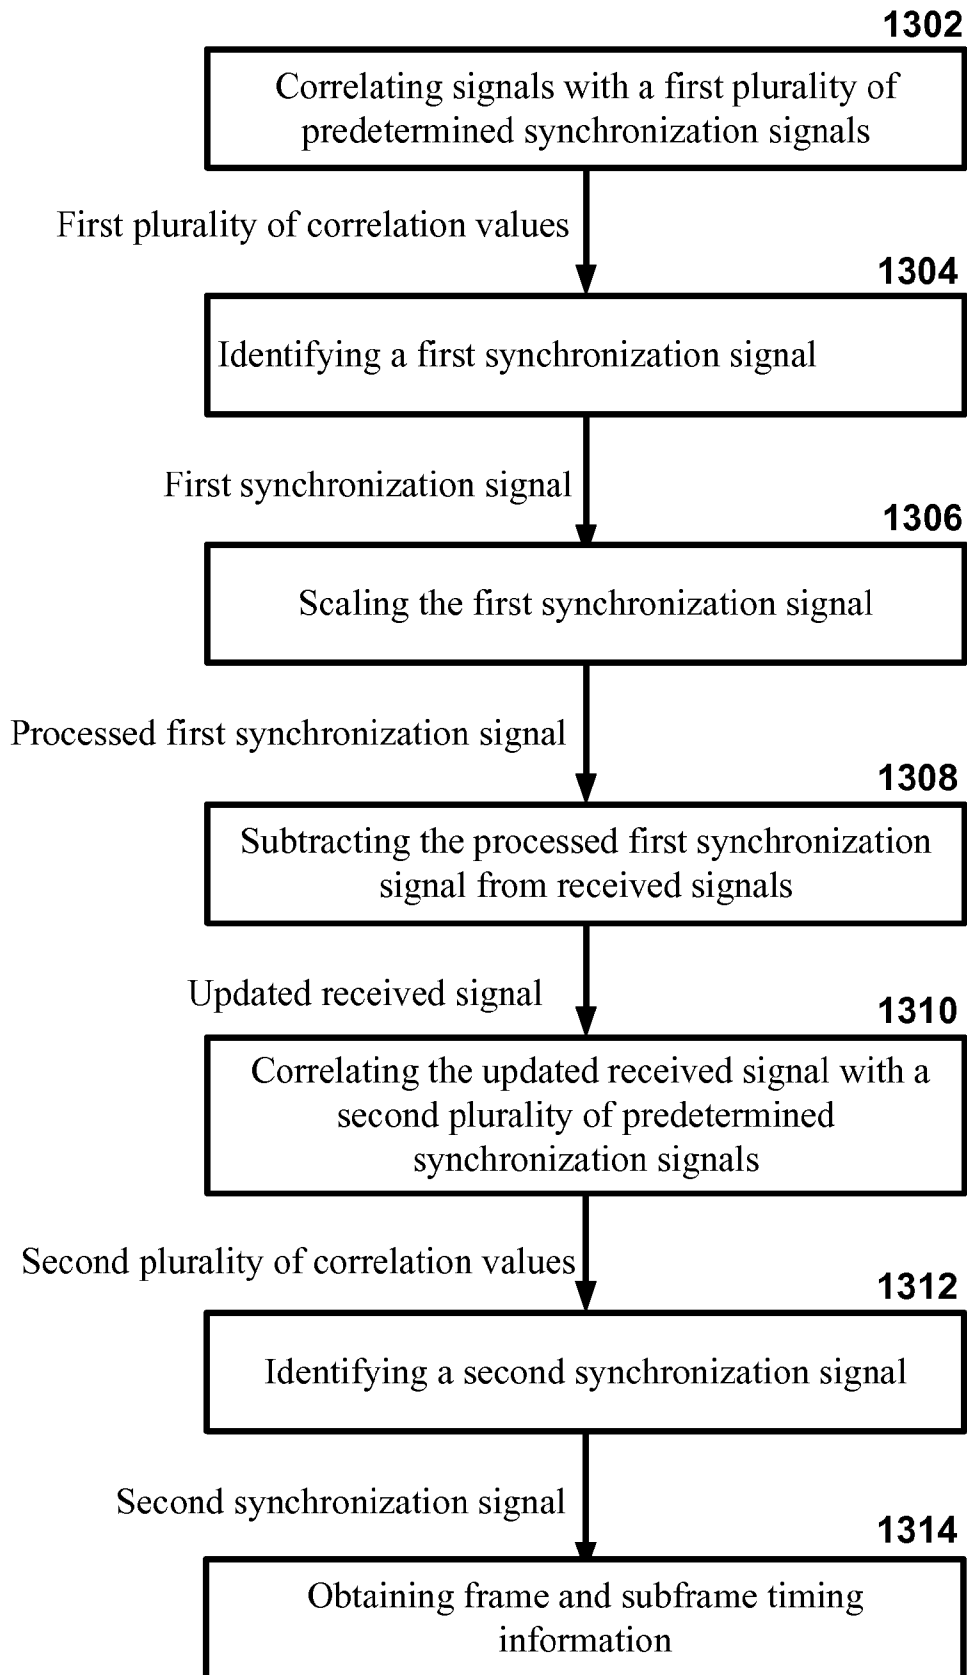 1302
Correlating signals with a first plurality of
predetermined synchronization signals
First plurality of correlation values
1304
Identifying a first synchronization signal
First synchronization signal
1306
Scaling the first synchronization signal
Processed first synchronization signal
1308
Subtracting the processed first synchronization
signal from received signals
Updated received signal
1310
Correlating the updated received signal with a
second plurality of predetermined
synchronization signals
Second plurality of correlation values
1312
Identifying a second synchronization signal
Second synchronization signal
1314
Obtaining frame and subframe timing
information